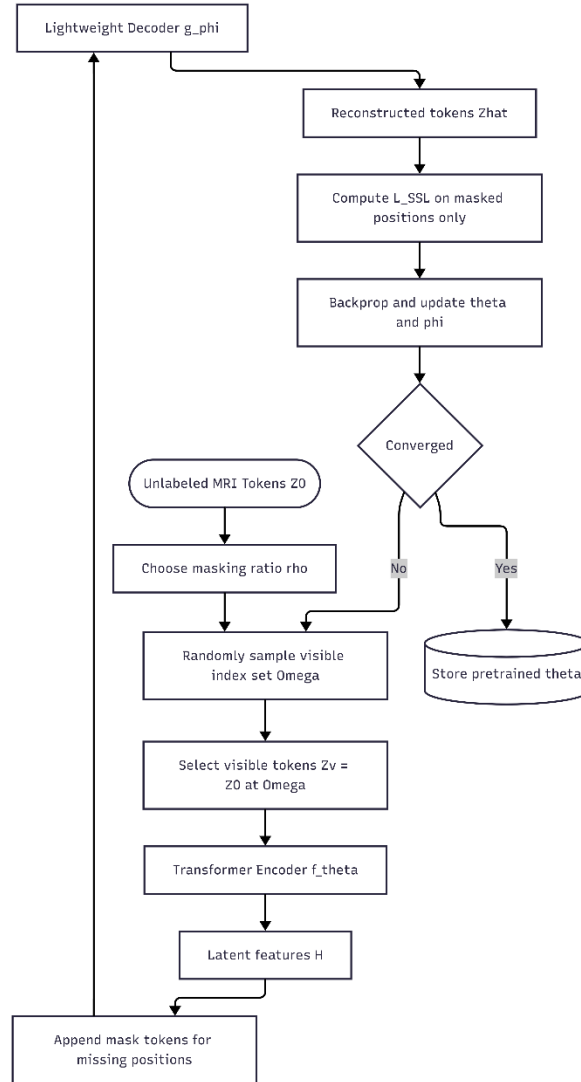 Lightweight Decoder g_phi
Reconstructed tokens Zhat
Compute L_SSL on masked
positions only
Backprop and update theta
and phi
Converged
Unlabeled MRI Tokens Z0
Choose masking ratio rho
No
Yes
Randomly sample visible
index set Omega
Store pretrained theta
Select visible tokens Zv =
Z0 at Omega
Transformer Encoder f_theta
Latent features H
Append mask tokens for
missing positions